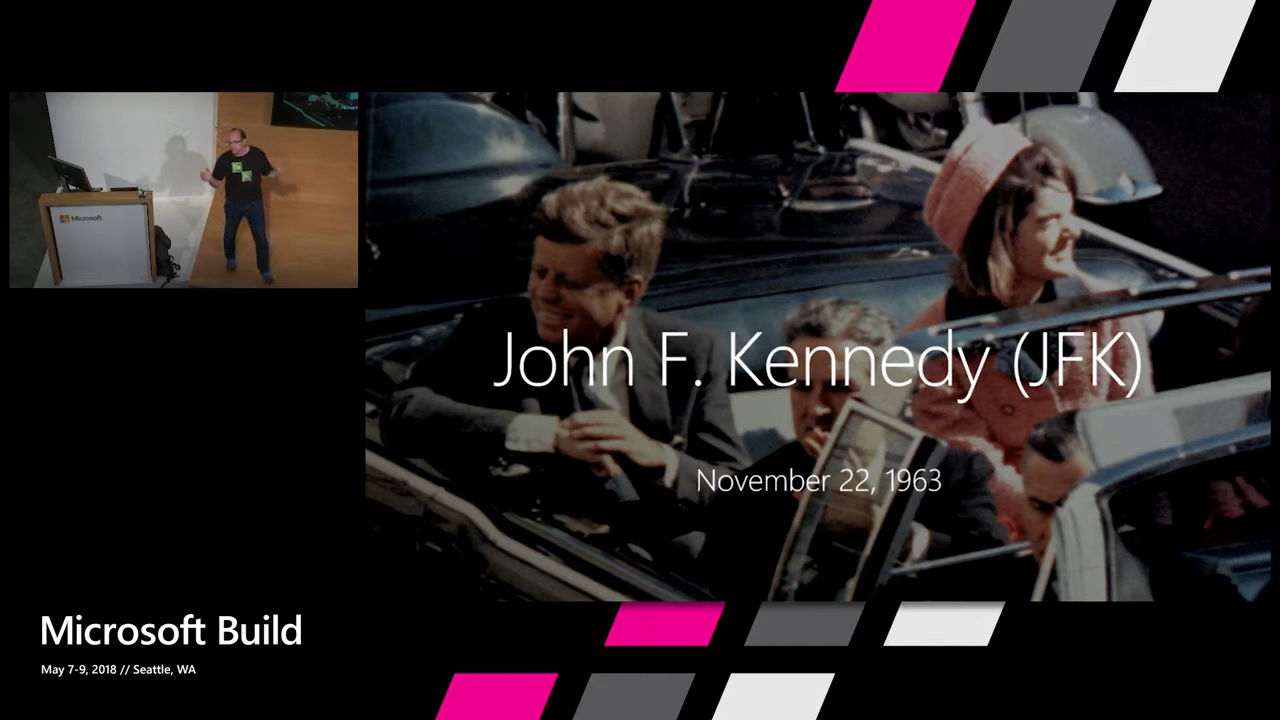 Microsoft
John F. Kennedy (JFK)
November 22, 1963
Microsoft Build
May 7-9, 2018 // Seattle, WA